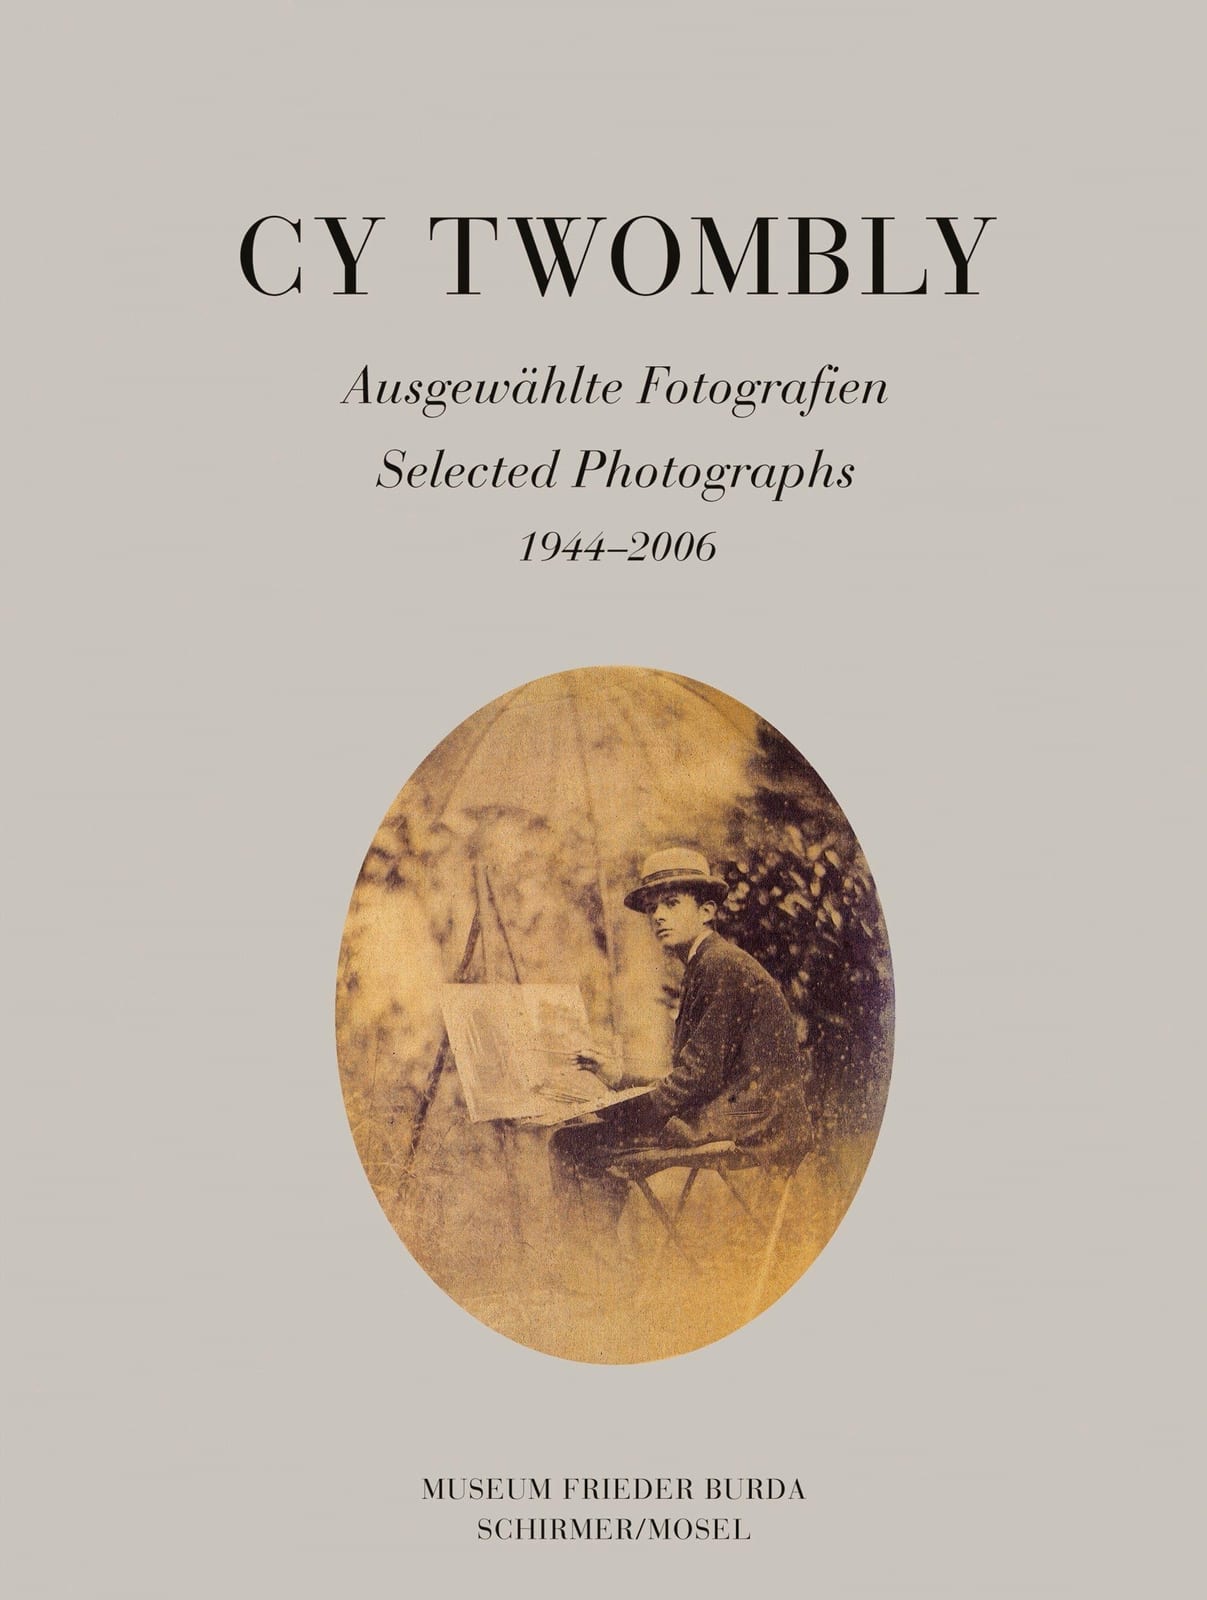 CY TWOMBLY
Ausgewählte Fotografien
Selected Photographs
1944–2006
MUSEUM FRIEDER BURDA
SCHIRMER/MOSEL